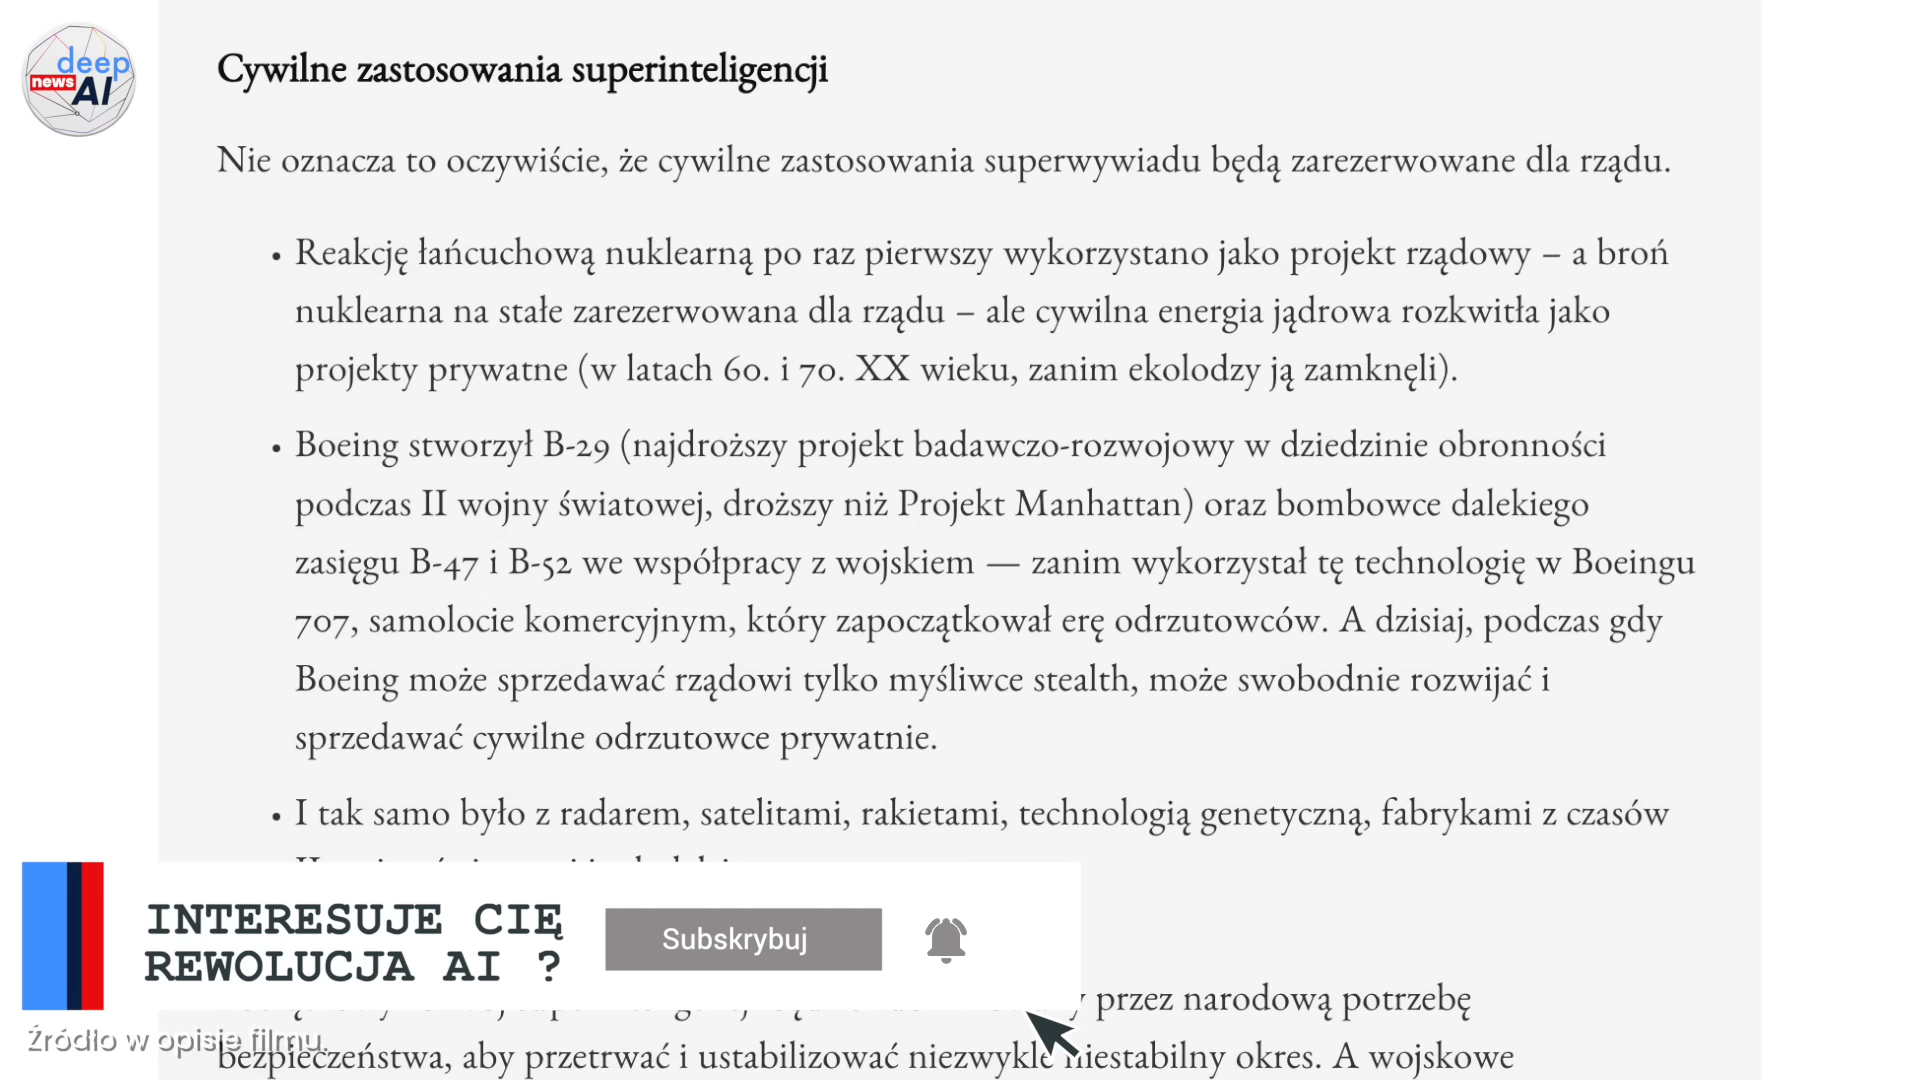 deep
news
AI
Cywilne zastosowania superinteligencji
Nie oznacza to oczywiście, że cywilne zastosowania superwywiadu będą zarezerwowane dla rządu.
• Reakcję łańcuchową nuklearną po raz pierwszy wykorzystano jako projekt rządowy – a broń
nuklearna na stałe zarezerwowana dla rządu – ale cywilna energia jądrowa rozkwitła jako
projekty prywatne (w latach 60. i 70. XX wieku, zanim ekolodzy ją zamknęli).
• Boeing stworzył B-29 (najdroższy projekt badawczo-rozwojowy w dziedzinie obronności
podczas II wojny światowej, droższy niż Projekt Manhattan) oraz bombowce dalekiego
zasięgu B-47 i B-52 we współpracy z wojskiem — zanim wykorzystał tę technologię w Boeingu
707, samolocie komercyjnym, który zapoczątkował erę odrzutowców. A dzisiaj, podczas gdy
Boeing może sprzedawać rządowi tylko myśliwce stealth, może swobodnie rozwijać i
sprzedawać cywilne odrzutowce prywatnie.
• I tak samo było z radarem, satelitami, rakietami, technologią genetyczną, fabrykami z czasów
INTERESUJE CIĘ
REWOLUCJA AI ?
Subskrybuj
przez narodową potrzebę
Źródło w opisie filmu.
bezpieczeństwa, aby przetrwać i ustabilizować niezwykle niestabilny okres. A wojskowe